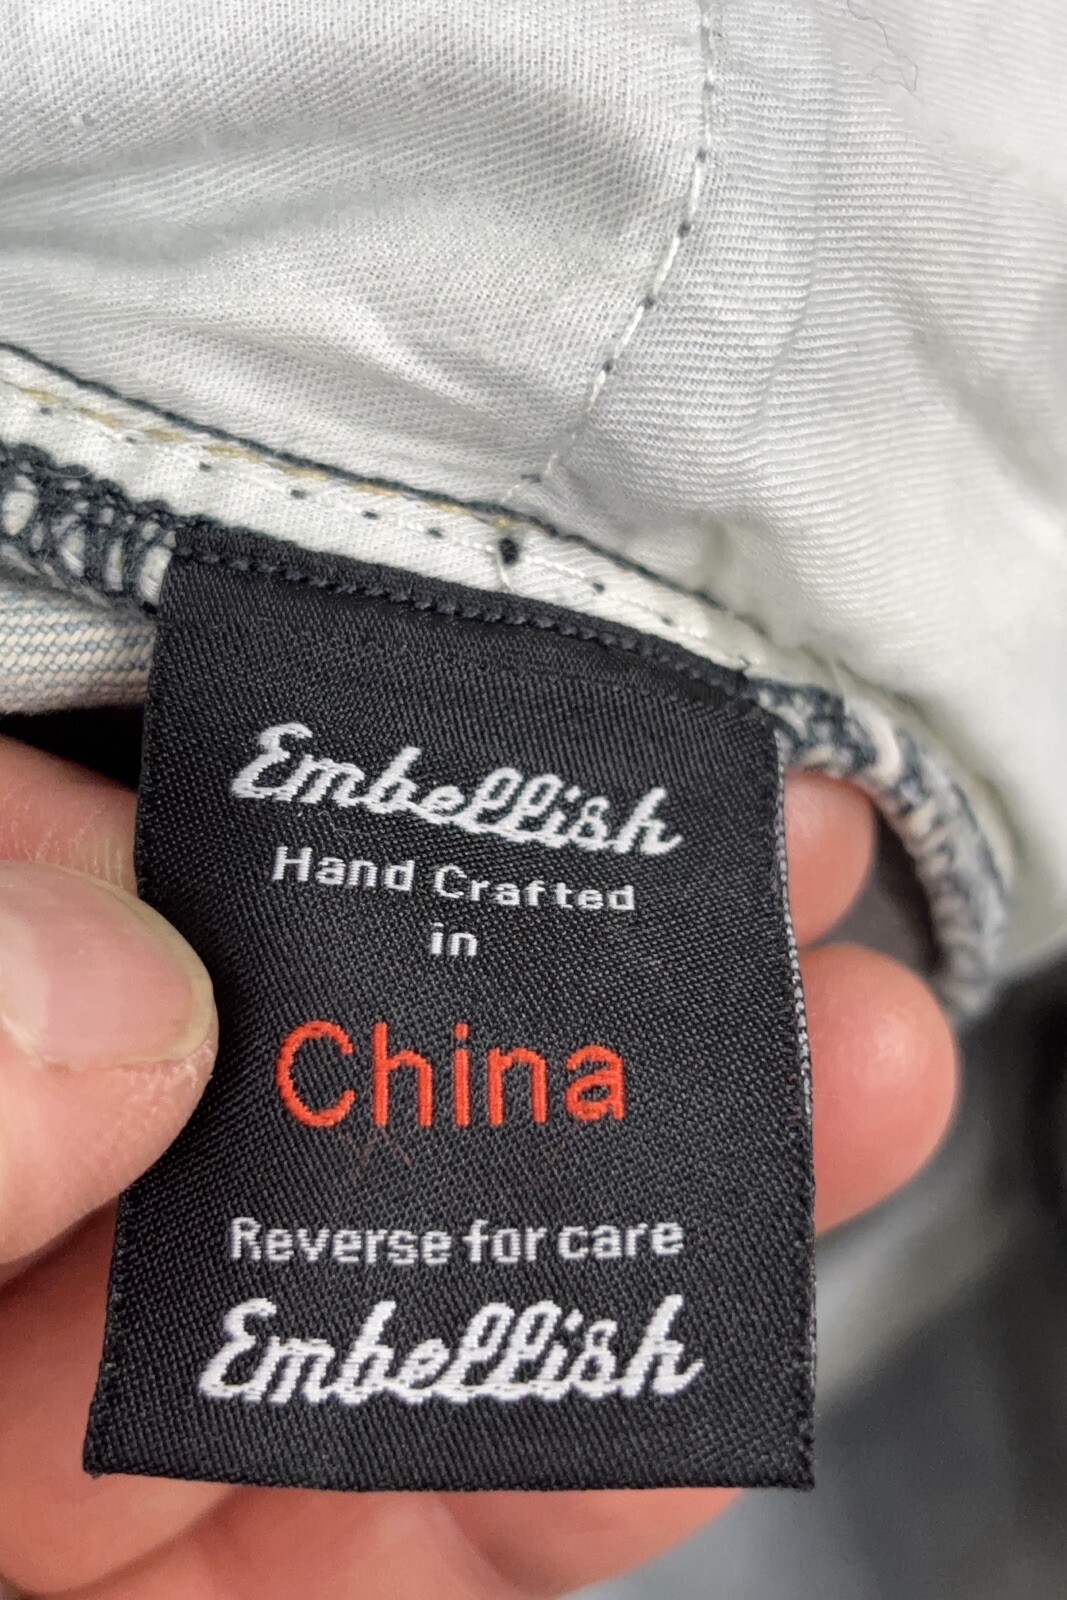 Embellish
Hand Crafted
in
China
Reverse for care
Embellish